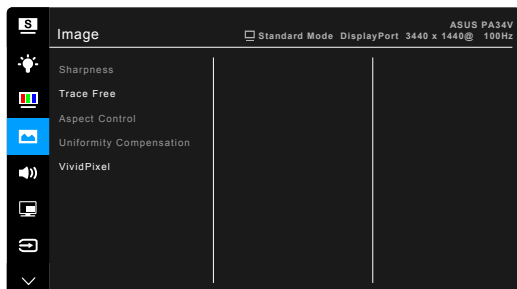 S
ASUS PA34V
Image
Standard Mode DisplayPort 3440 x 1440@ 100Hz
Sharpness
Trace Free
Aspect Control
Uniformity Compensation
VividPixel